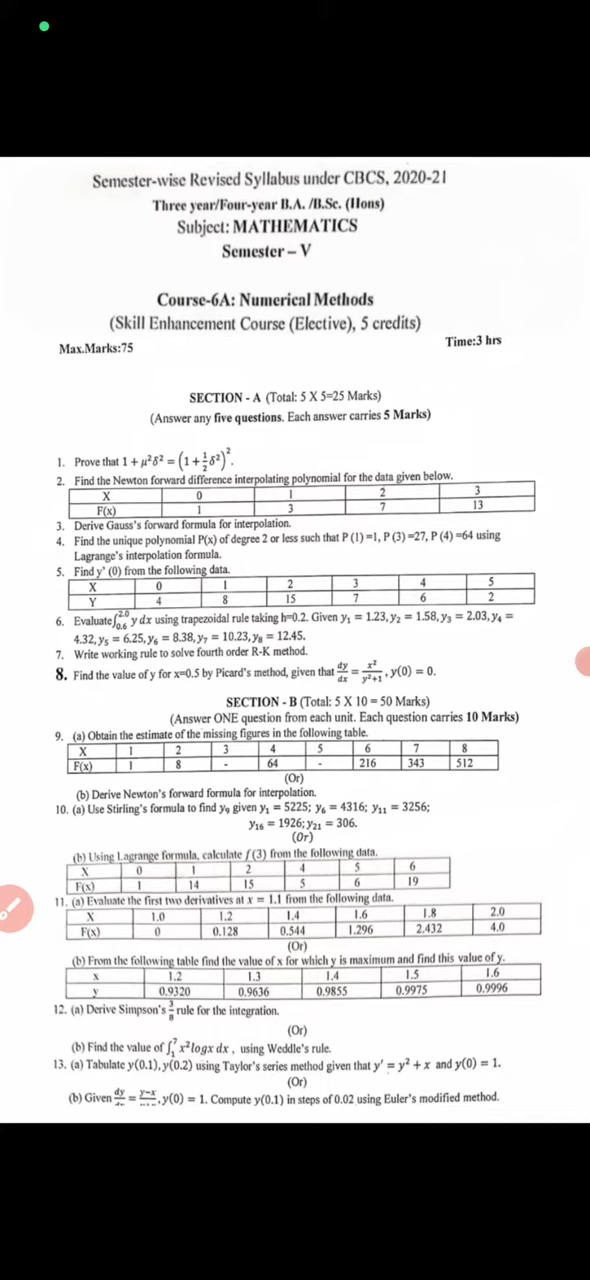 Semester-wise Revised Syllabus under CBCS, 2020-21
Three year/Four-year B.A. /B.Sc. (Hons)
Subject: MATHEMATICS
Semester – V
Course-6A: Numerical Methods
(Skill Enhancement Course (Elective), 5 credits)
Max.Marks:75 Time:3 hrs
SECTION - A (Total: 5 X 5=25 Marks)
(Answer any five questions. Each answer carries 5 Marks)
1. Prove that 1 + μ²δ² = (1 + 1/2 δ²)².
2. Find the Newton forward difference interpolating polynomial for the data given below.
X 0 1 2 3
F(x) 1 3 7 13
3. Derive Gauss's forward formula for interpolation.
4. Find the unique polynomial P(x) of degree 2 or less such that P (1) =1, P (3) =27, P (4) =64 using
Lagrange's interpolation formula.
5. Find y' (0) from the following data.
X 0 1 2 3 4 5
Y 4 8 15 7 6 2
6. Evaluate ∫₀.₆²·⁰ y dx using trapezoidal rule taking h=0.2. Given y₁ = 1.23, y₂ = 1.58, y₃ = 2.03, y₄ =
4.32, y₅ = 6.25, y₆ = 8.38, y₇ = 10.23, y₈ = 12.45.
7. Write working rule to solve fourth order R-K method.
8. Find the value of y for x=0.5 by Picard's method, given that dy/dx = x²/y²+1, y(0) = 0.
SECTION - B (Total: 5 X 10 = 50 Marks)
(Answer ONE question from each unit. Each question carries 10 Marks)
9. (a) Obtain the estimate of the missing figures in the following table.
X 1 2 3 4 5 6 7 8
F(x) 1 8 - 64 - 216 343 512
(Or)
(b) Derive Newton's forward formula for interpolation.
10. (a) Use Stirling's formula to find y₉ given y₁ = 5225; y₆ = 4316; y₁₁ = 3256;
y₁₆ = 1926; y₂₁ = 306.
(Or)
(b) Using Lagrange formula, calculate f(3) from the following data.
X 0 1 2 4 5 6
F(x) 1 14 15 5 6 19
11. (a) Evaluate the first two derivatives at x = 1.1 from the following data.
X 1.0 1.2 1.4 1.6 1.8 2.0
F(x) 0 0.128 0.544 1.296 2.432 4.0
(Or)
(b) From the following table find the value of x for which y is maximum and find this value of y.
x 1.2 1.3 1.4 1.5 1.6
y 0.9320 0.9636 0.9855 0.9975 0.9996
12. (a) Derive Simpson's 3/8 rule for the integration.
(Or)
(b) Find the value of ∫₁⁷ x²logx dx , using Weddle's rule.
13. (a) Tabulate y(0.1), y(0.2) using Taylor's series method given that y' = y² + x and y(0) = 1.
(Or)
(b) Given dy = y−x , y(0) = 1. Compute y(0.1) in steps of 0.02 using Euler's modified method.